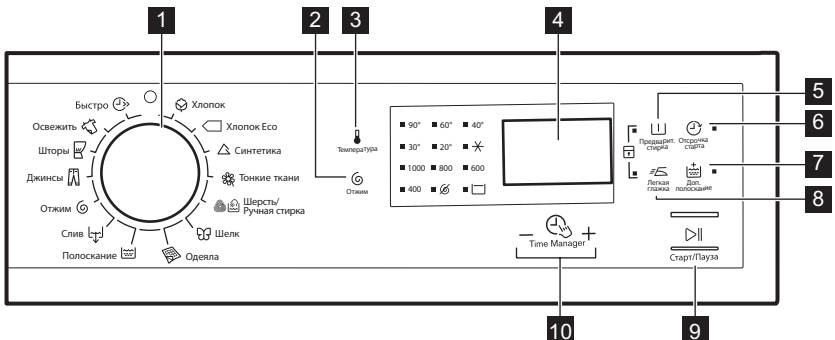 1
2
3
4
5
6
7
8
9
10
Быстро
Освежить
Шторы
Джинсы
Отжим
Слив
Полоскание
Хлопок
Хлопок Eco
Синтетика
Тонкие ткани
Шерсть/
Ручная стирка
Шелк
Одеяла
Температура
Отжим
90° 60° 40°
30° 20°
1000 800 600
400
Time Manager
Предварит.
стирка
Отсрочка
старта
Легкая
глажка
Доп.
полоскание
Старт/Пауза